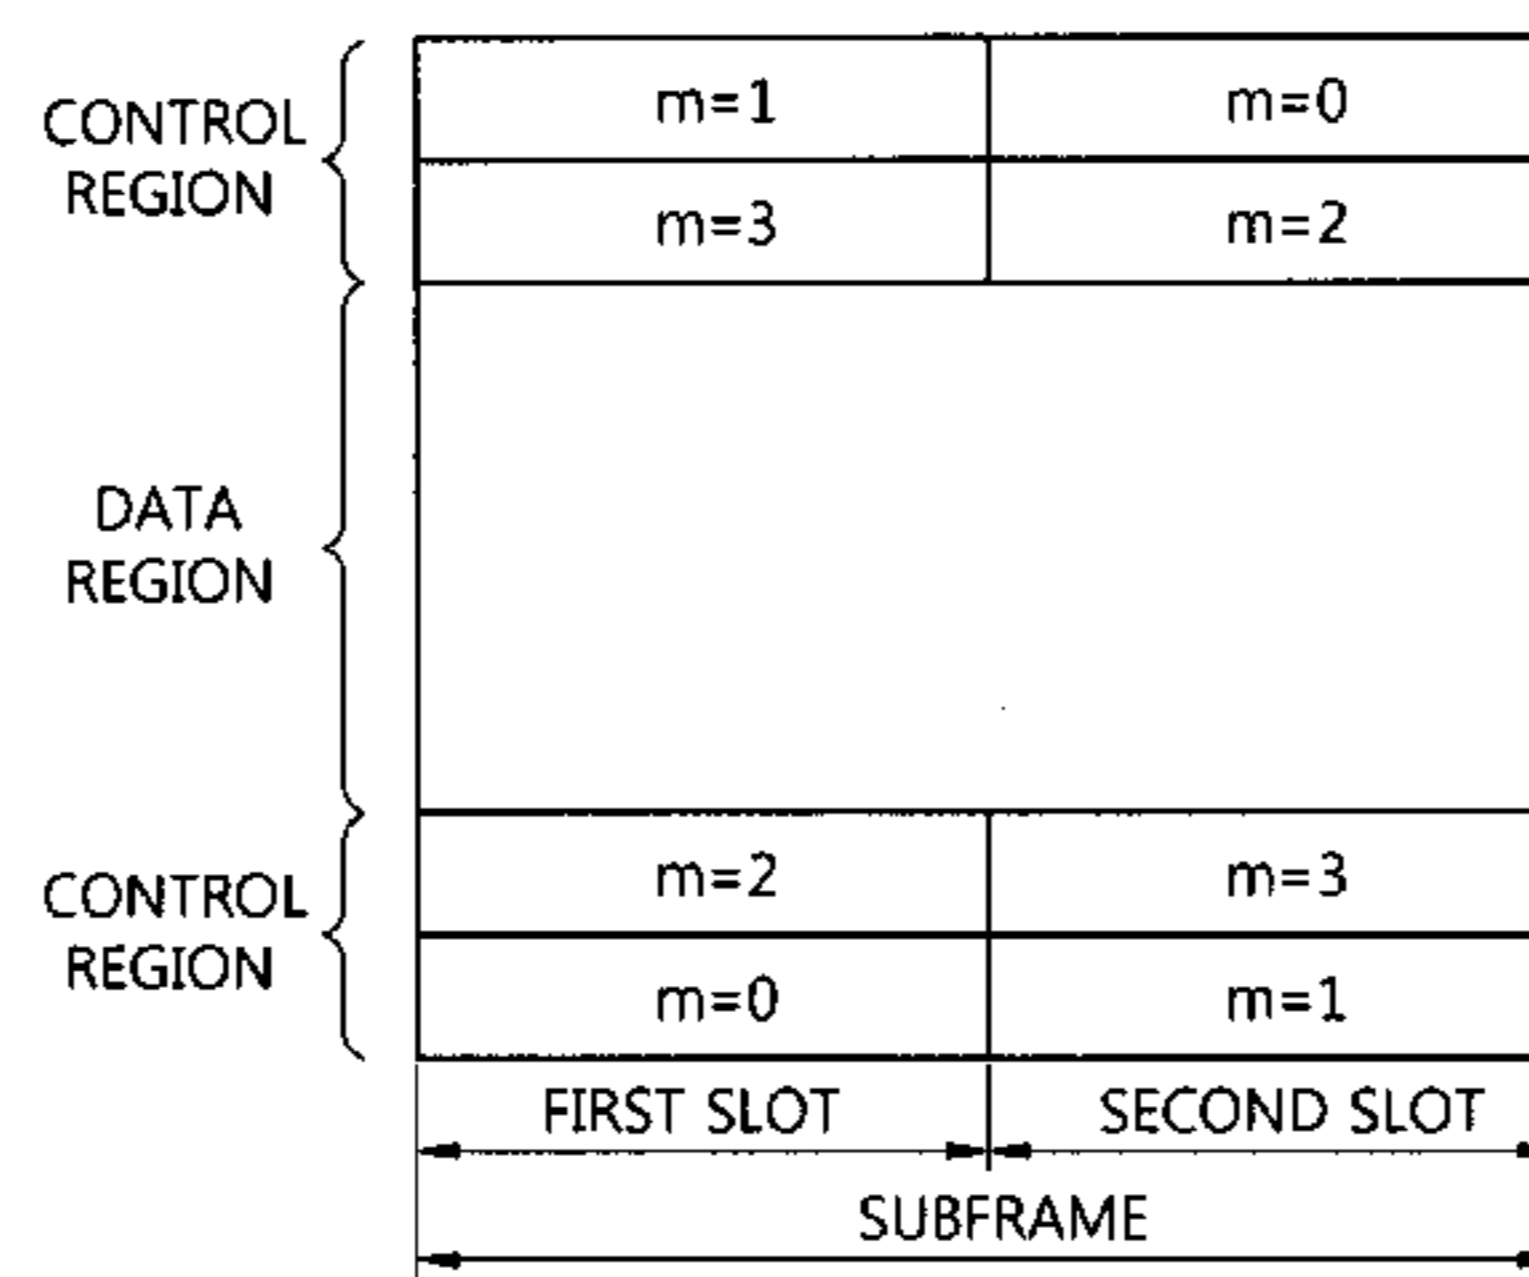 CONTROL
REGION
m=1 m=0
m=3 m=2
DATA
REGION
CONTROL
REGION
m=2 m=3
m=0 m=1
FIRST SLOT SECOND SLOT
SUBFRAME